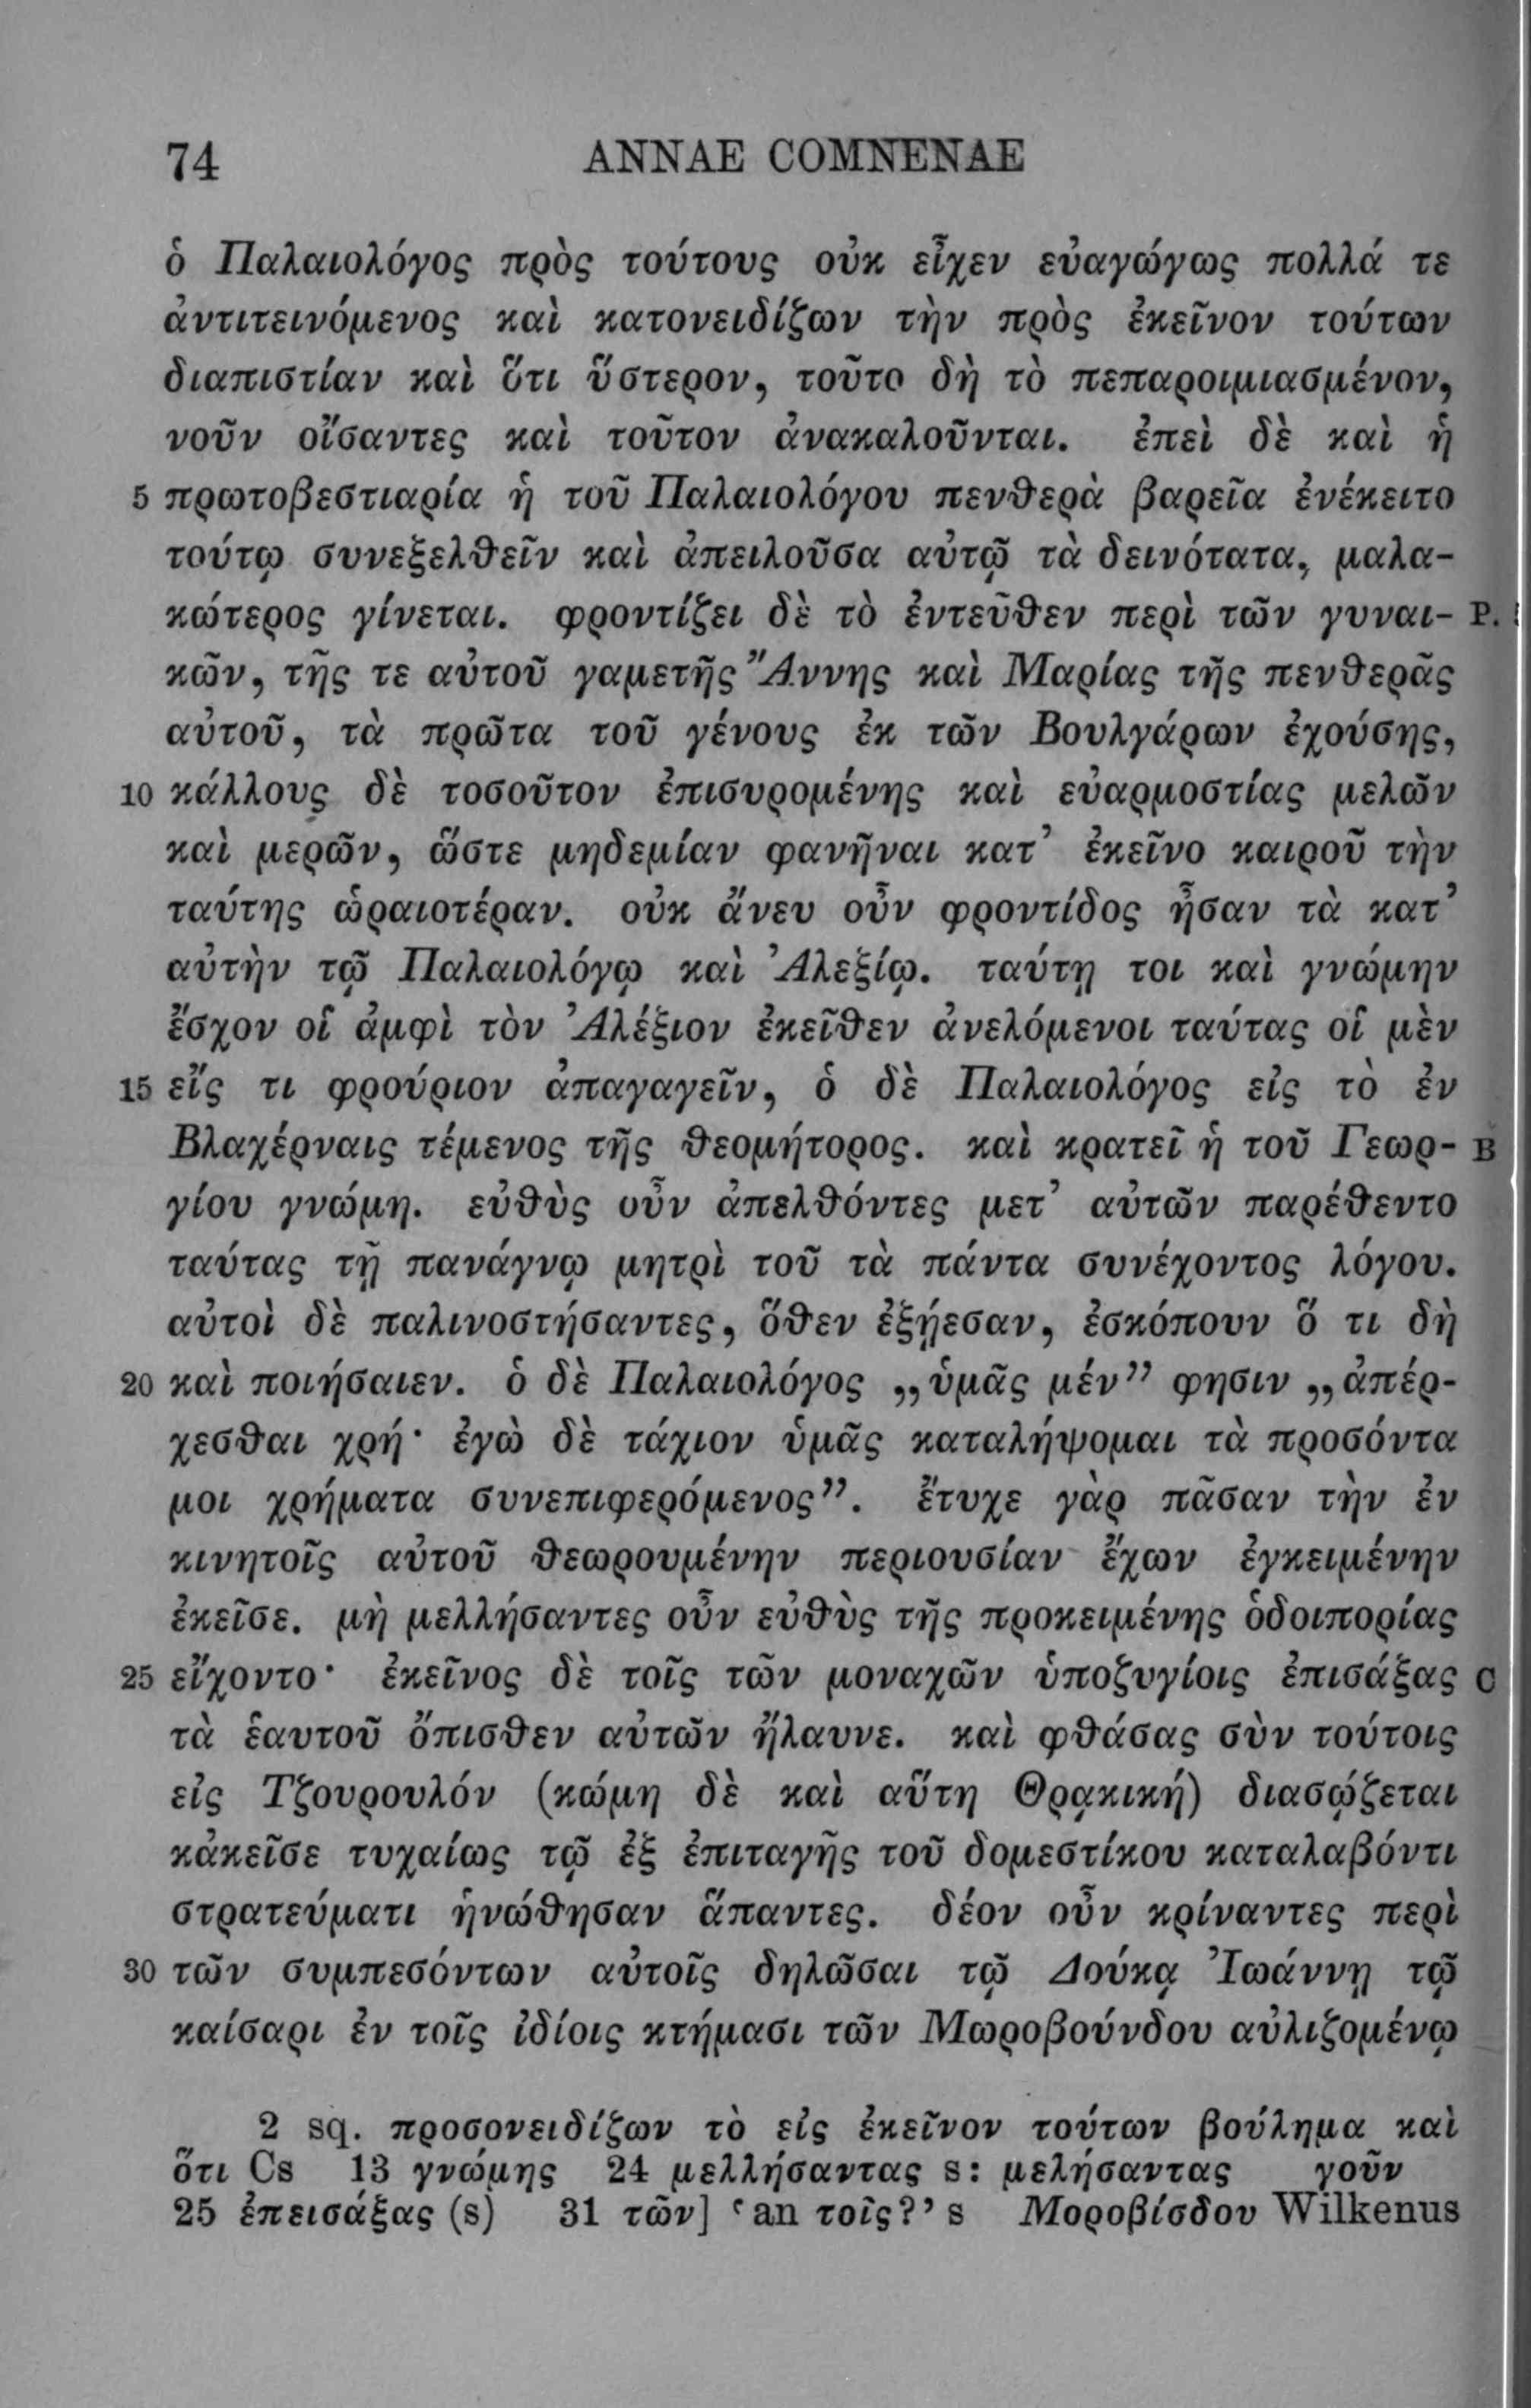 74 ANNAE COMNENAE
ὁ Παλαιολόγος πρὸς τούτους οὐκ εἶχεν εὐαγώγως πολλά τε
ἀντιτεινόμενος καὶ κατονειδίζων τὴν πρὸς ἐκεῖνον τούτων
διαπιστίαν καὶ ὅτι ὕστερον, τοῦτο δὴ τὸ πεπαροιμιασμένον,
νοῦν οἴσαντες καὶ τοῦτον ἀνακαλοῦνται. ἐπεὶ δὲ καὶ ἡ
5 πρωτοβεστιαρία ἡ τοῦ Παλαιολόγου πενθερὰ βαρεῖα ἐνέκειτο
τούτῳ συνεξελθεῖν καὶ ἀπειλοῦσα αὐτῷ τὰ δεινότατα, μαλα-
κώτερος γίνεται. φροντίζει δὲ τὸ ἐντεῦθεν περὶ τῶν γυναι- P.
κῶν, τῆς τε αὐτοῦ γαμετῆς Ἄννης καὶ Μαρίας τῆς πενθερᾶς
αὐτοῦ, τὰ πρῶτα τοῦ γένους ἐκ τῶν Βουλγάρων ἐχούσης,
10 κάλλους δὲ τοσοῦτον ἐπισυρομένης καὶ εὐαρμοστίας μελῶν
καὶ μερῶν, ὥστε μηδεμίαν φανῆναι κατ’ ἐκεῖνο καιροῦ τὴν
ταύτης ὡραιοτέραν. οὐκ ἄνευ οὖν φροντίδος ἦσαν τὰ κατ’
αὐτὴν τῷ Παλαιολόγῳ καὶ Ἀλεξίῳ. ταύτῃ τοι καὶ γνώμην
ἔσχον οἱ ἀμφὶ τὸν Ἀλέξιον ἐκεῖθεν ἀνελόμενοι ταύτας οἱ μὲν
15 εἴς τι φρούριον ἀπαγαγεῖν, ὁ δὲ Παλαιολόγος εἰς τὸ ἐν
Βλαχέρναις τέμενος τῆς θεομήτορος. καὶ κρατεῖ ἡ τοῦ Γεωρ- B
γίου γνώμη. εὐθὺς οὖν ἀπελθόντες μετ’ αὐτῶν παρέθεντο
ταύτας τῇ πανάγνῳ μητρὶ τοῦ τὰ πάντα συνέχοντος λόγου.
αὐτοὶ δὲ παλινοστήσαντες, ὅθεν ἐξῄεσαν, ἐσκόπουν ὅ τι δὴ
20 καὶ ποιήσαιεν. ὁ δὲ Παλαιολόγος „ὑμᾶς μέν” φησιν „ἀπέρ-
χεσθαι χρή· ἐγὼ δὲ τάχιον ὑμᾶς καταλήψομαι τὰ προσόντα
μοι χρήματα συνεπιφερόμενος”. ἔτυχε γὰρ πᾶσαν τὴν ἐν
κινητοῖς αὐτοῦ θεωρουμένην περιουσίαν ἔχων ἐγκειμένην
ἐκεῖσε. μὴ μελλήσαντες οὖν εὐθὺς τῆς προκειμένης ὁδοιπορίας
25 εἴχοντο· ἐκεῖνος δὲ τοῖς τῶν μοναχῶν ὑποζυγίοις ἐπισάξας C
τὰ ἑαυτοῦ ὄπισθεν αὐτῶν ἤλαυνε. καὶ φθάσας σὺν τούτοις
εἰς Τζουρουλόν (κώμη δὲ καὶ αὕτη Θρᾳκική) διασῴζεται
κἀκεῖσε τυχαίως τῷ ἐξ ἐπιταγῆς τοῦ δομεστίκου καταλαβόντι
στρατεύματι ἡνώθησαν ἅπαντες. δέον οὖν κρίναντες περὶ
30 τῶν συμπεσόντων αὐτοῖς δηλῶσαι τῷ Δούκᾳ Ἰωάννῃ τῷ
καίσαρι ἐν τοῖς ἰδίοις κτήμασι τῶν Μωροβούνδου αὐλιζομένῳ
2 sq. προσονειδίζων τὸ εἰς ἐκεῖνον τούτων βούλημα καὶ
ὅτι Cs 13 γνώμης 24 μελλήσαντας s: μελήσαντας γοῦν
25 ἐπεισάξας (s) 31 τῶν] ‘an τοῖς?’ s Μοροβίσδου Wilkenus